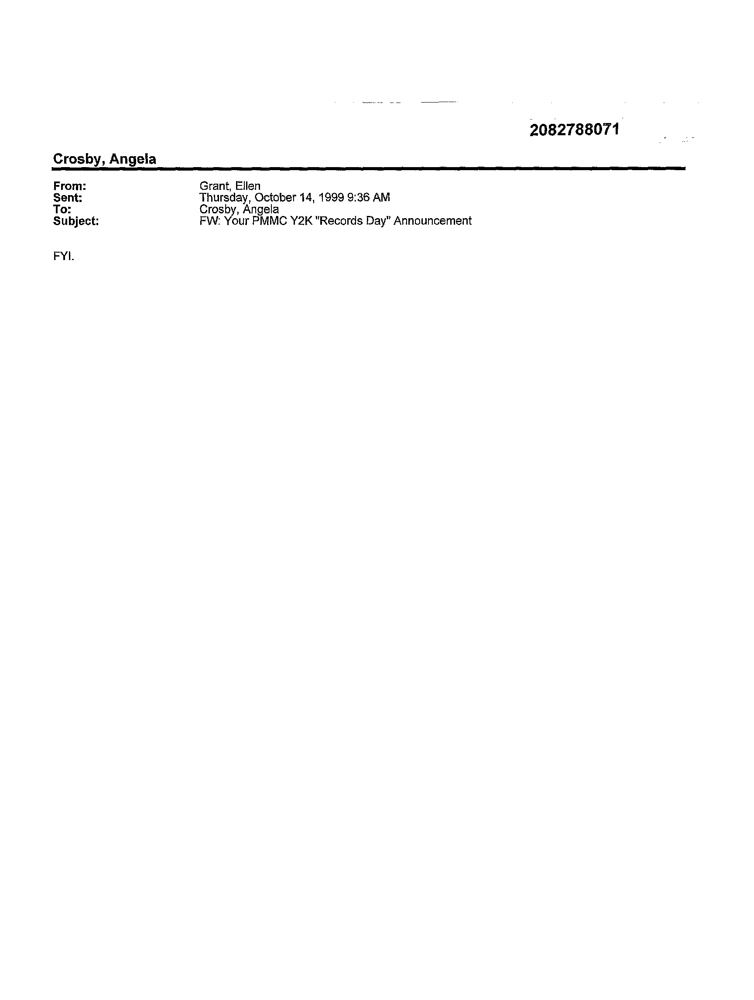 2082788071
Crosby, Angela
From: Grant, Ellen
Sent: Thursday, October 14, 1999 9:36 AM
To: Crosby, Angela
Subject: FW: Your PMMC Y2K "Records Day" Announcement
FYI.